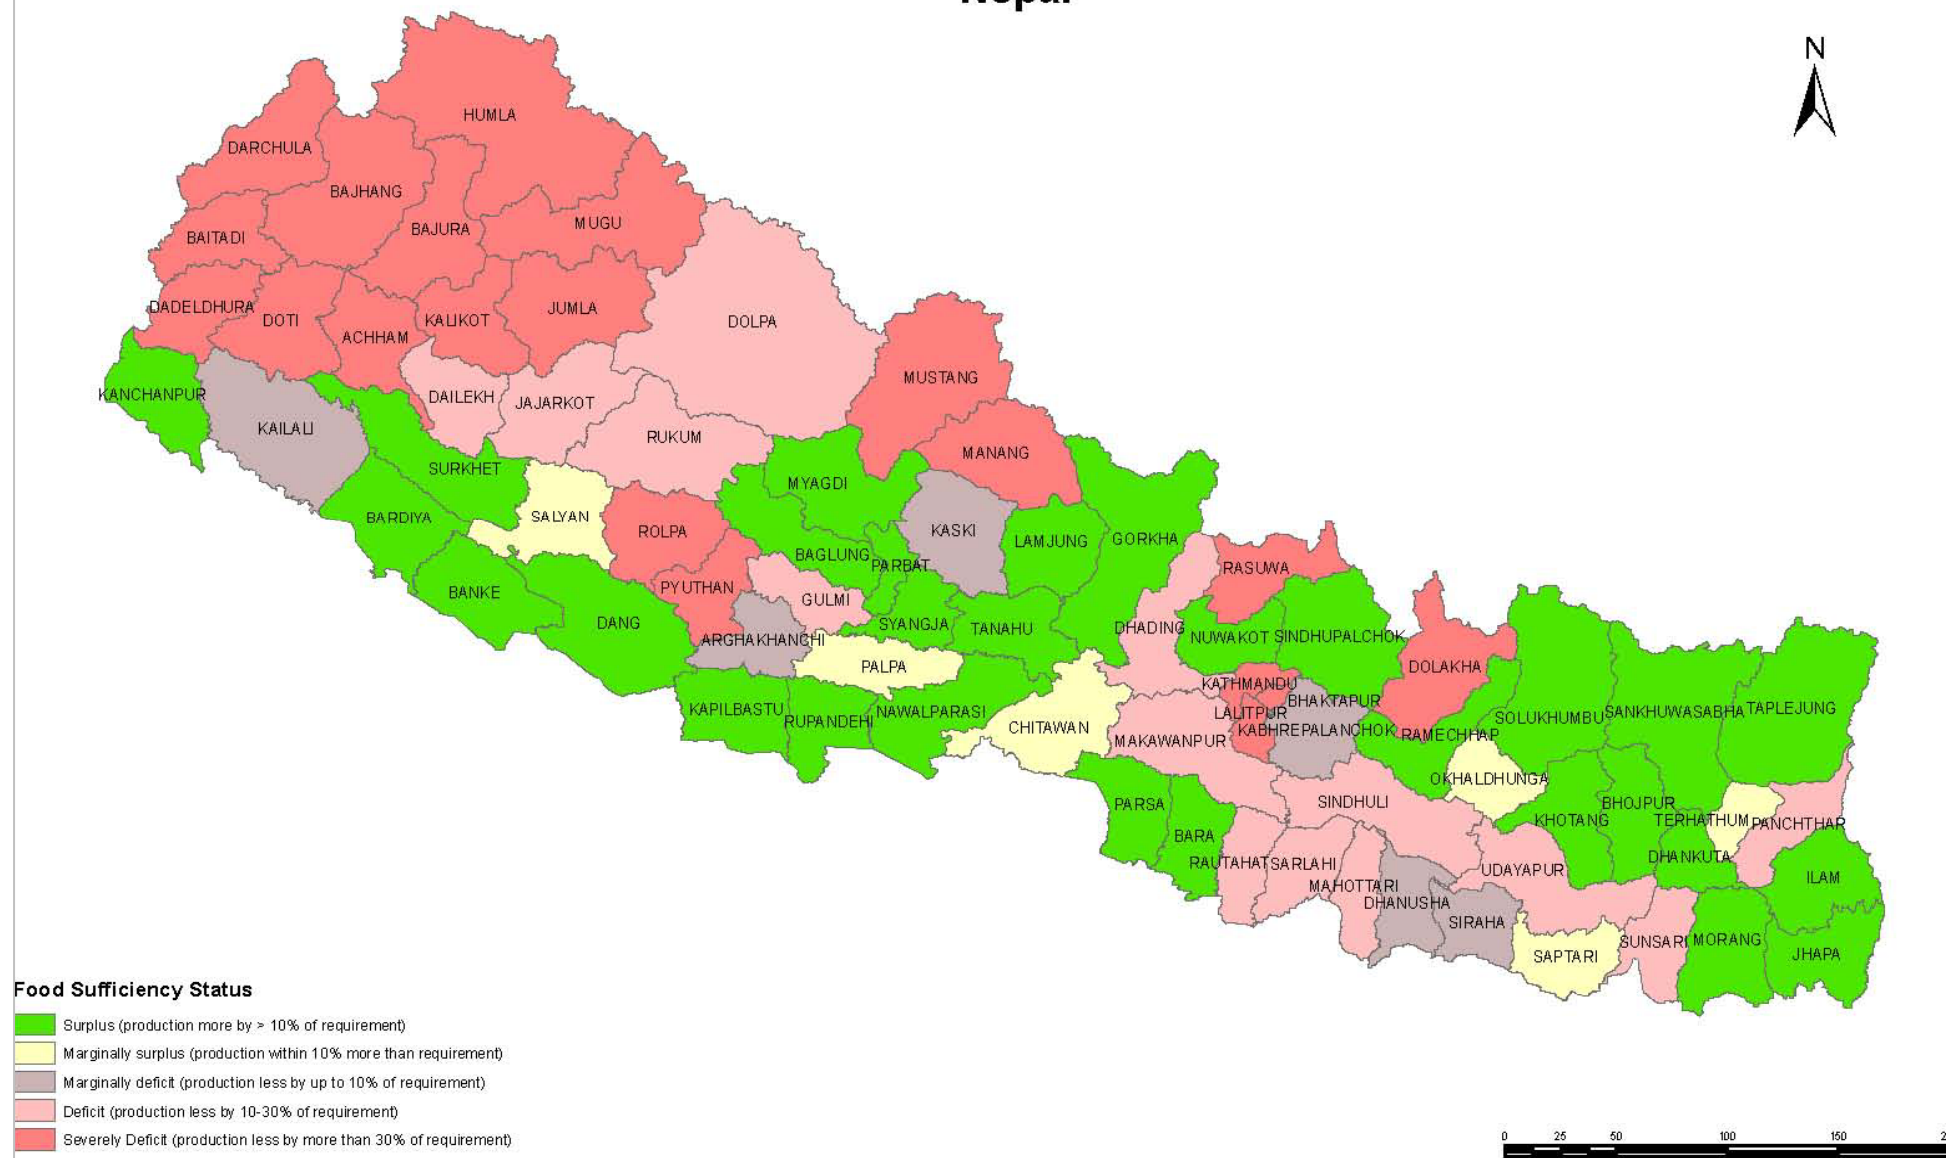 Nepal
N
HUMLA
DARCHULA
BAJHANG
MUGU
BAJURA
BAITADI
DADELDHURA
DOTI
JUMLA
KALIKOT
ACHHAM
DOLPA
MUSTANG
KANCHANPUR
DAILEKH
JAJARKOT
KAILALI
RUKUM
MANANG
SURKHET
MYAGDI
BARDIYA
SALYAN
ROLPA
KASKI
LAMJUNG
GORKHA
BAGLUNG
PARBAT
RASUWA
PYUTHAN
BANKE
GULMI
DANG
SYANGJA
TANAHU
DHADING
NUWAKOT
SINDHUPALCHOK
ARGHAKHANCHI
PALPA
DOLAKHA
KATHMANDU
BHAKTAPUR
KAPILBASTU
RUPANDEHI
NAWALPARASI
LALITPUR
SOLUKHUMBU
SANKHUWASABHA
TAPLEJUNG
CHITAWAN
KABHREPALANCHOK
RAMECHHAP
MAKAWANPUR
OKHALDHUNGA
PARSA
SINDHULI
BHOJPUR
KHOTANG
TERHATHUM
PANCHTHAR
BARA
DHANKUTA
RAUTAHAT
SARLAHI
UDAYAPUR
ILAM
MAHOTTARI
DHANUSHA
SIRAHA
SUNSARI
MORANG
SAPTARI
JHAPA
Food Sufficiency Status
Surplus (production more by > 10% of requirement)
Marginally surplus (production within 10% more than requirement)
Marginally deficit (production less by up to 10% of requirement)
Deficit (production less by 10-30% of requirement)
Severely Deficit (production less by more than 30% of requirement)
0 25 50 100 150